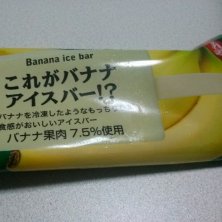 Banana ice bar
これがバナナ
アイスバー!?
バナナを冷凍したようなもっちり
食感がおいしいアイスバー
バナナ果肉 7.5%使用